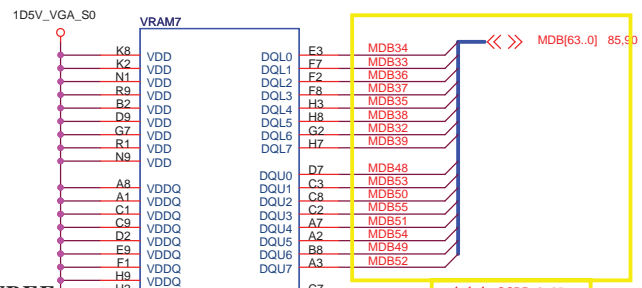 1D5V_VGA_S0
VRAM7
MDB[63..0] 85,90
K8 VDD DQL0 E3 MDB34
K2 VDD DQL1 F7 MDB33
N1 VDD DQL2 F2 MDB36
R9 VDD DQL3 F8 MDB37
B2 VDD DQL4 H3 MDB35
D9 VDD DQL5 H8 MDB38
G7 VDD DQL6 G2 MDB32
R1 VDD DQL7 H7 MDB39
N9 VDD
DQU0 D7 MDB48
A8 VDDQ DQU1 C3 MDB53
A1 VDDQ DQU2 C8 MDB50
C1 VDDQ DQU3 C2 MDB55
C9 VDDQ DQU4 A7 MDB51
D2 VDDQ DQU5 A2 MDB54
E9 VDDQ DQU6 B8 MDB49
F1 VDDQ DQU7 A3 MDB52
H9 VDDQ